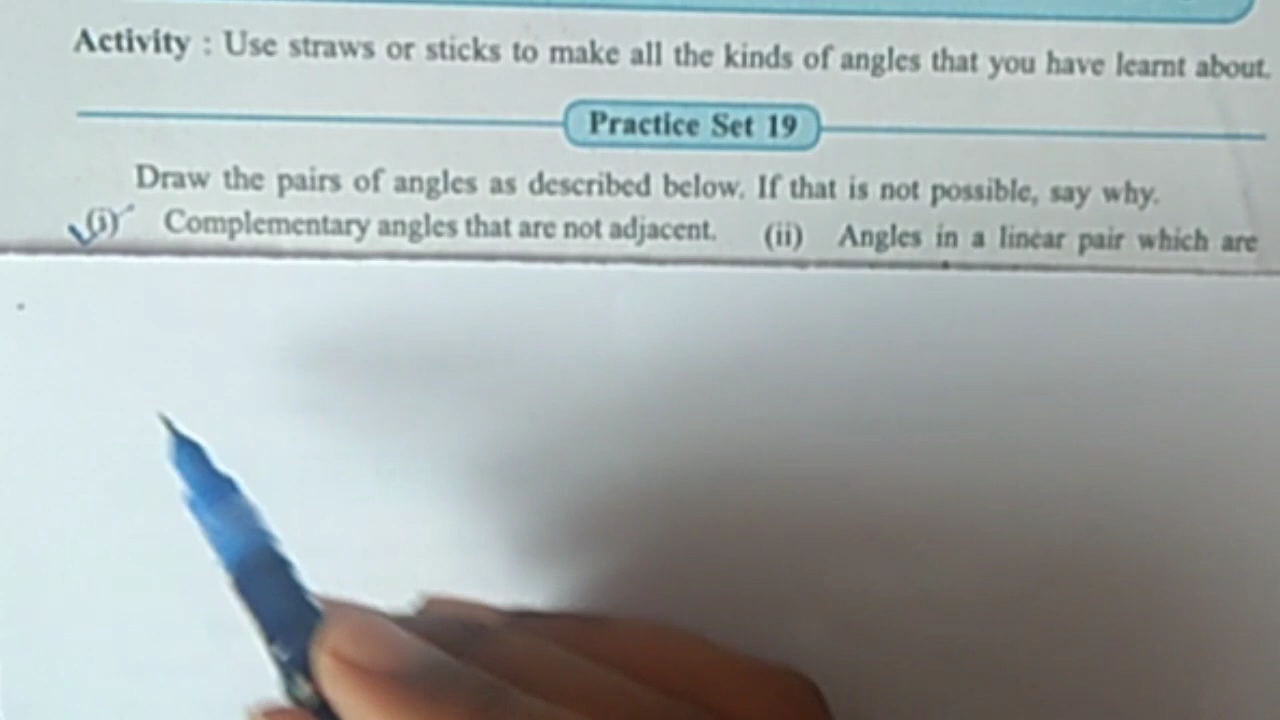 Activity : Use straws or sticks to make all the kinds of angles that you have learnt about.
Practice Set 19
Draw the pairs of angles as described below. If that is not possible, say why.
(i) Complementary angles that are not adjacent. (ii) Angles in a linear pair which are